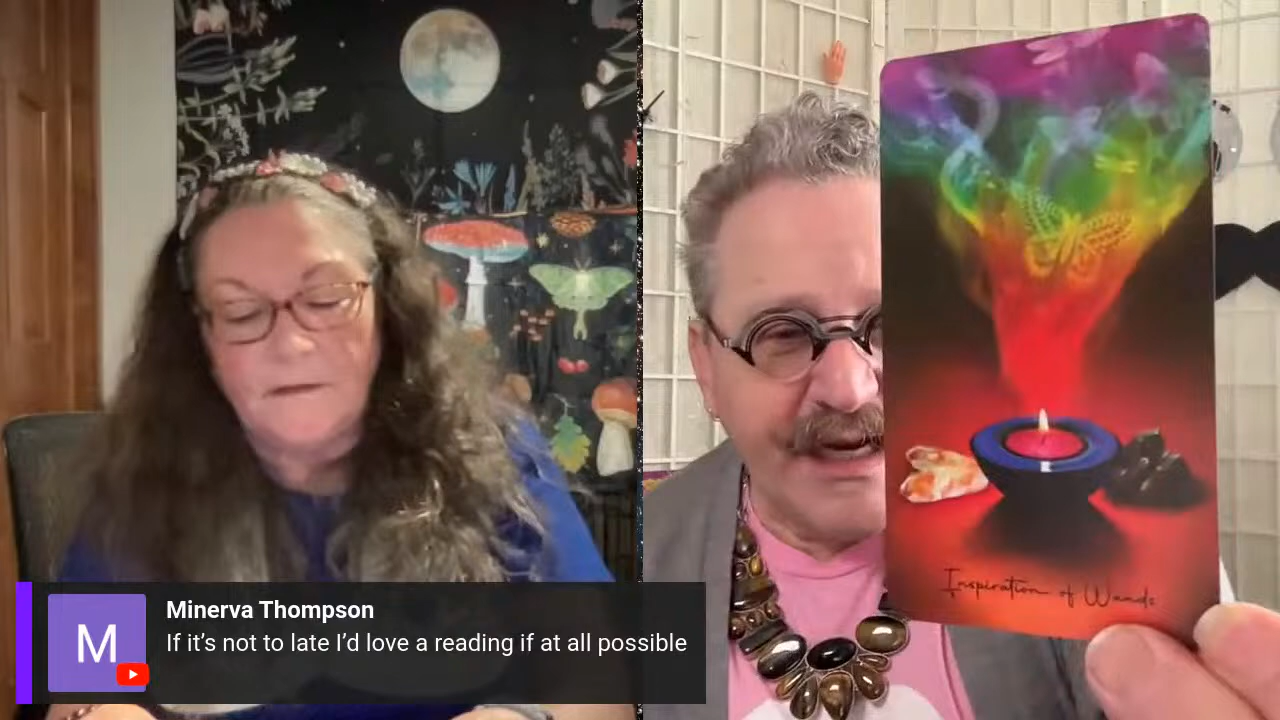 Inspiration of Wands
M
Minerva Thompson
If it’s not to late I’d love a reading if at all possible